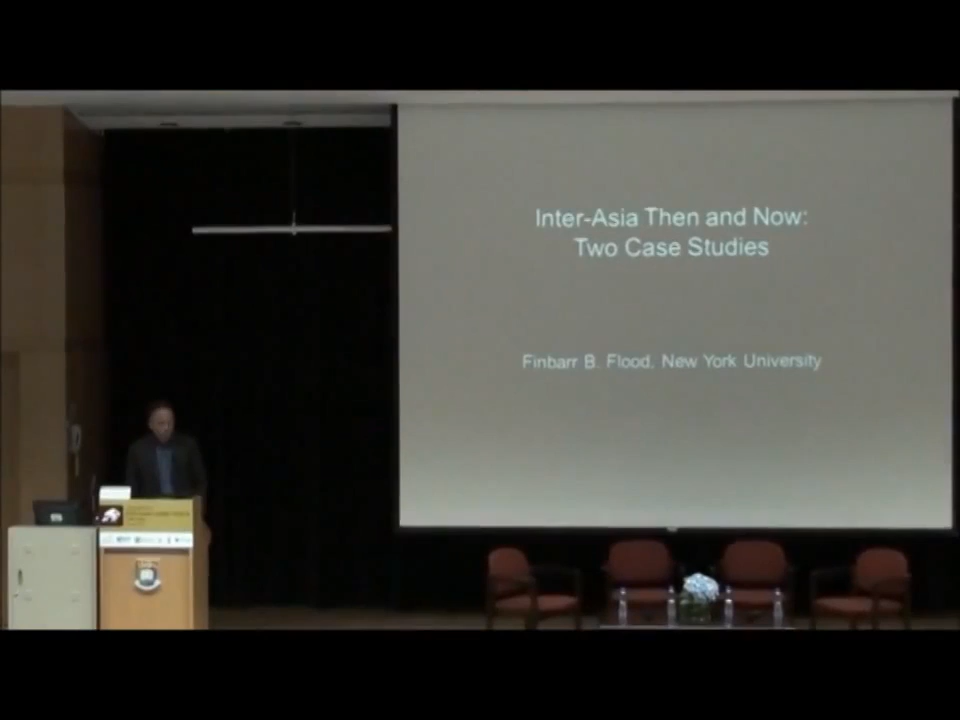 Inter-Asia Then and Now:
Two Case Studies
Finbarr B. Flood, New York University